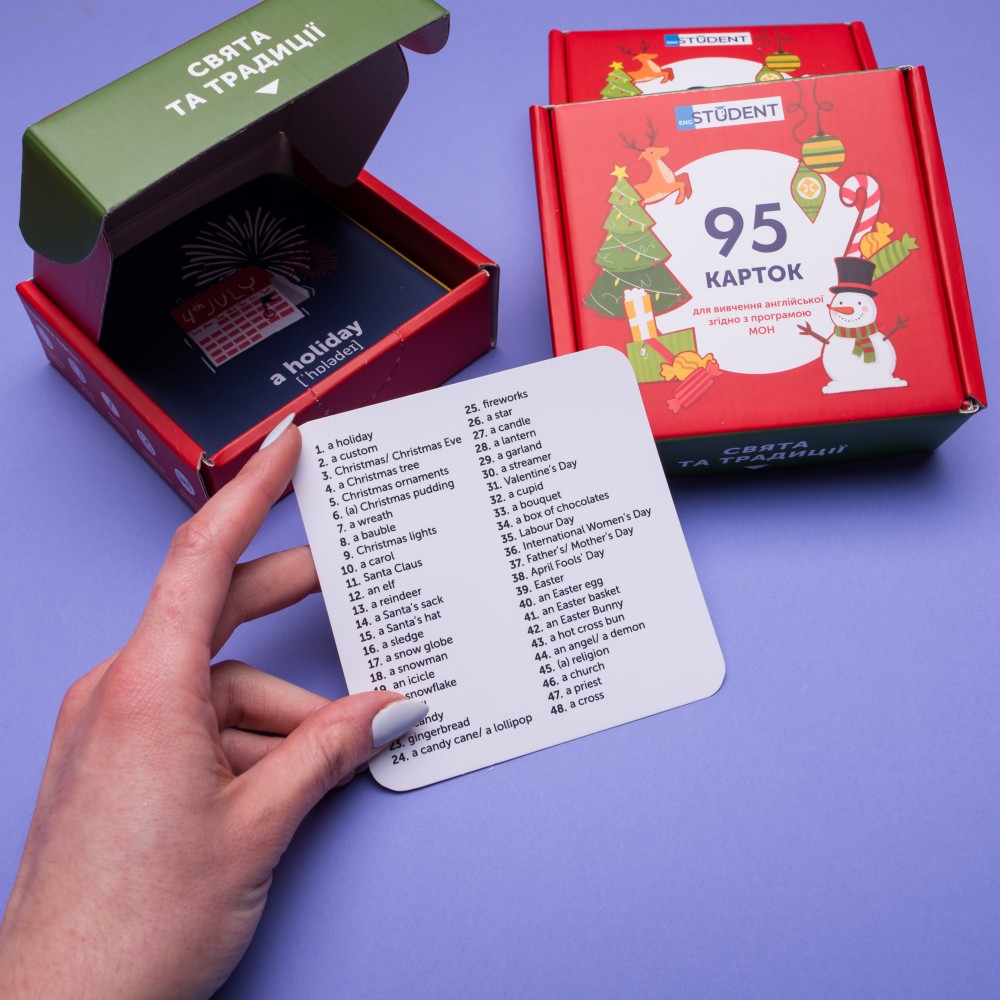 СВЯТА
ТА ТРАДИЦІЇ
4th JULY
a holiday
[ˈhɒlədeɪ]
ENG STUDENT
ENG STUDENT
95
КАРТОК
для вивчення англійської
згідно з програмою
МОН
СВЯТА
ТА ТРАДИЦІЇ
1. a holiday
2. a custom
3. Christmas/ Christmas Eve
4. a Christmas tree
5. Christmas ornaments
6. (a) Christmas pudding
7. a wreath
8. a bauble
9. Christmas lights
10. a carol
11. Santa Claus
12. an elf
13. a reindeer
14. a Santa's sack
15. a Santa's hat
16. a sledge
17. a snow globe
18. a snowman
19. an icicle
snowflake
candy
23. gingerbread
24. a candy cane/ a lollipop
25. fireworks
26. a star
27. a candle
28. a lantern
29. a garland
30. a streamer
31. Valentine's Day
32. a cupid
33. a bouquet
34. a box of chocolates
35. Labour Day
36. International Women's Day
37. Father's/ Mother's Day
38. April Fools' Day
39. Easter
40. an Easter egg
41. an Easter basket
42. an Easter Bunny
43. a hot cross bun
44. an angel/ a demon
45. (a) religion
46. a church
47. a priest
48. a cross